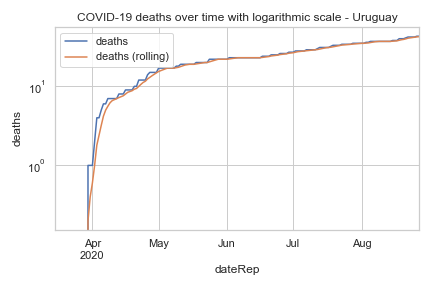 COVID-19 deaths over time with logarithmic scale - Uruguay
deaths
deaths (rolling)
10¹
10⁰
deaths
Apr
2020
May
Jun
Jul
Aug
dateRep